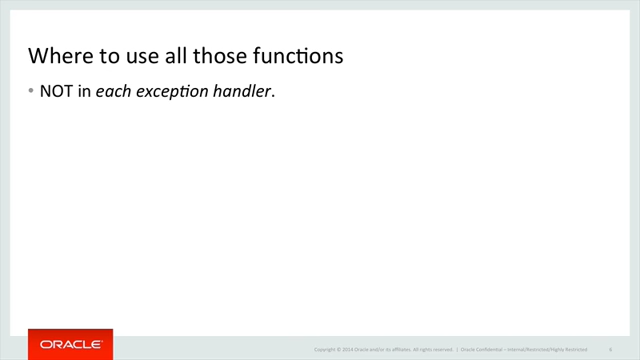 Where to use all those functions
• NOT in each exception handler.
ORACLE
Copyright © 2014 Oracle and/or its affiliates. All rights reserved. | Oracle Confidential – Internal/Restricted/Highly Restricted